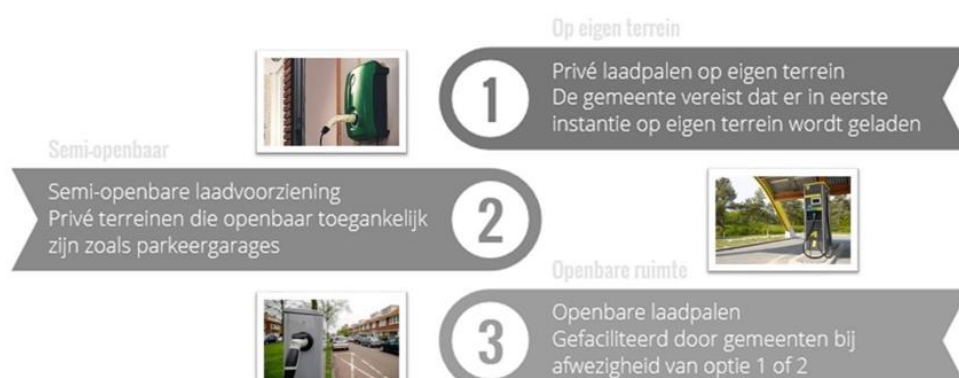 Op eigen terrein
1
Privé laadpalen op eigen terrein
De gemeente vereist dat er in eerste
instantie op eigen terrein wordt geladen
Semi-openbaar
Semi-openbare laadvoorziening
Privé terreinen die openbaar toegankelijk
zijn zoals parkeergarages
2
Openbare ruimte
3
Openbare laadpalen
Gefaciliteerd door gemeenten bij
afwezigheid van optie 1 of 2